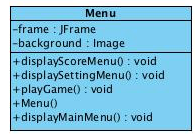 Menu
-frame : JFrame
-background : Image
+displayScoreMenu() : void
+displaySettingMenu() : void
+playGame() : void
+Menu()
+displayMainMenu() : void